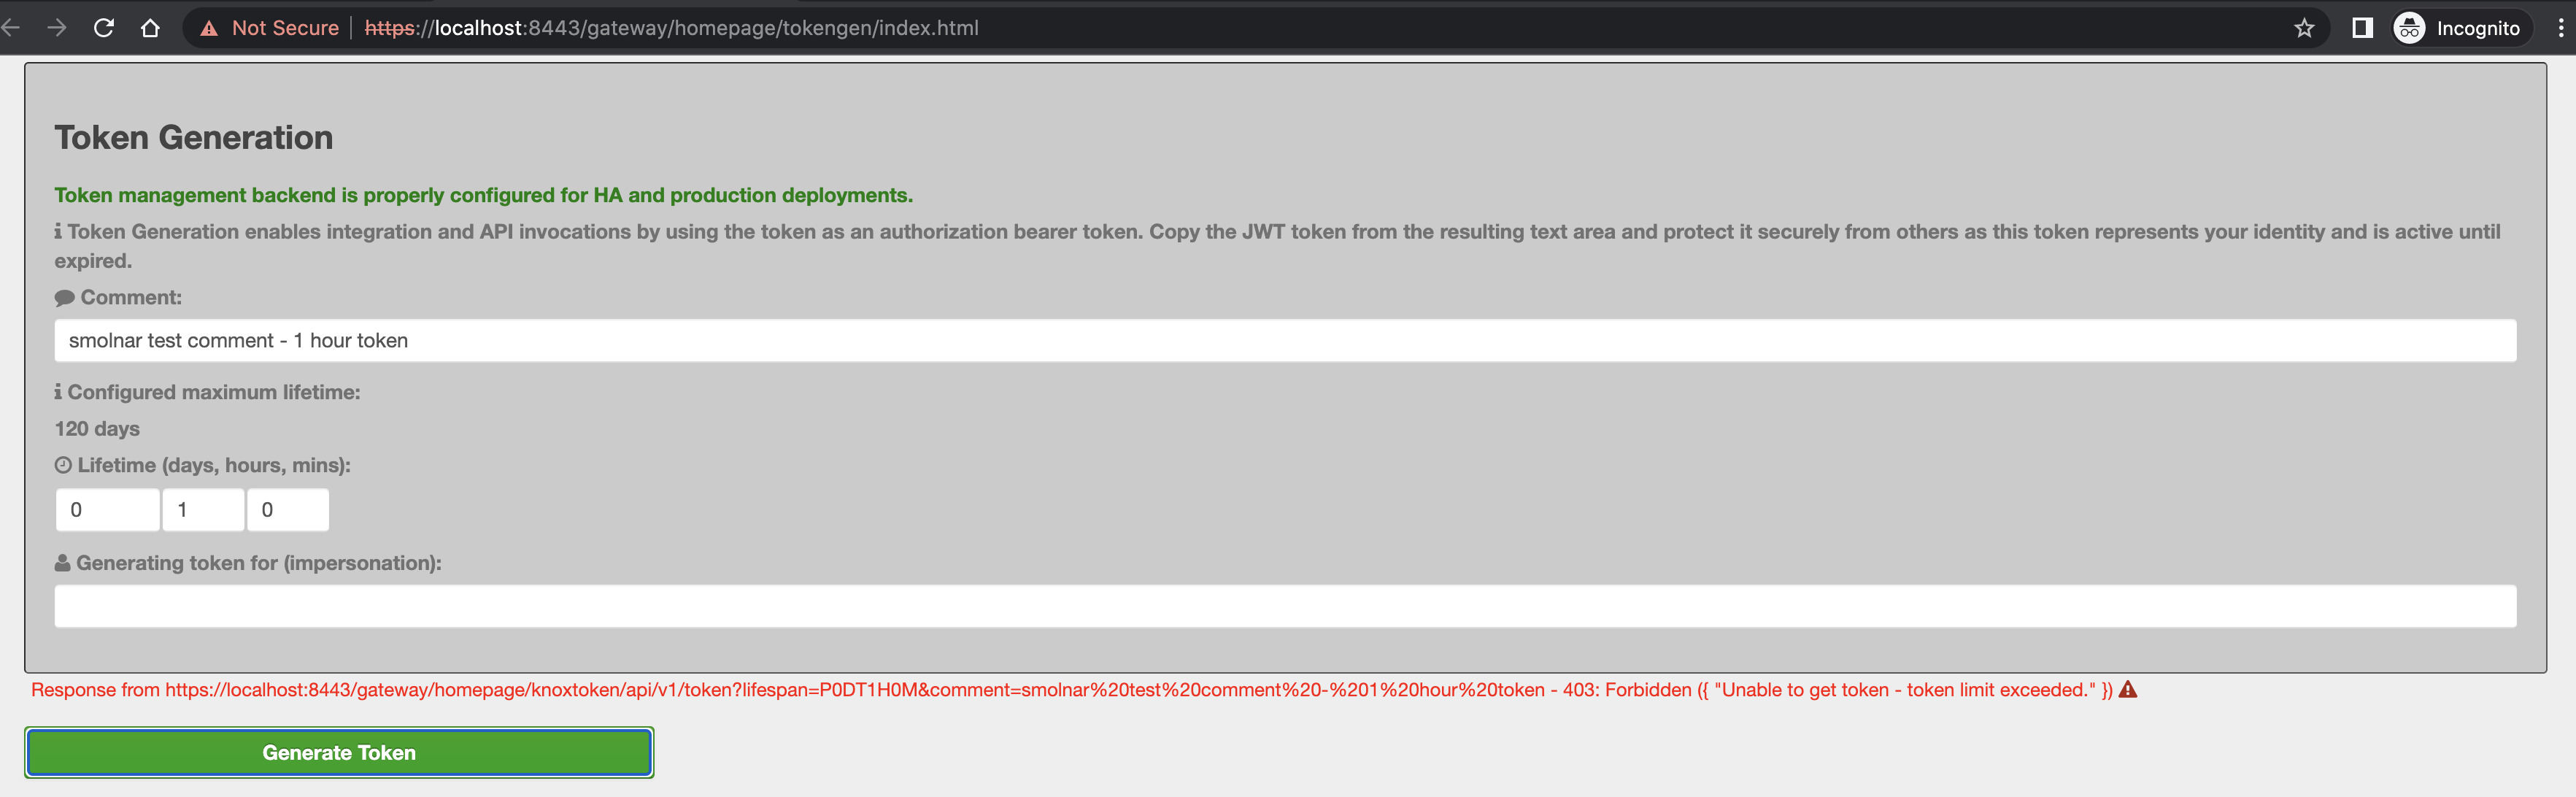 Not Secure https://localhost:8443/gateway/homepage/tokengen/index.html Incognito
Token Generation
Token management backend is properly configured for HA and production deployments.
Token Generation enables integration and API invocations by using the token as an authorization bearer token. Copy the JWT token from the resulting text area and protect it securely from others as this token represents your identity and is active until
expired.
Comment:
smolnar test comment - 1 hour token
Configured maximum lifetime:
120 days
Lifetime (days, hours, mins):
0 1 0
Generating token for (impersonation):
Response from https://localhost:8443/gateway/homepage/knoxtoken/api/v1/token?lifespan=P0DT1H0M&comment=smolnar%20test%20comment%20-%201%20hour%20token - 403: Forbidden ({ "Unable to get token - token limit exceeded." })
Generate Token